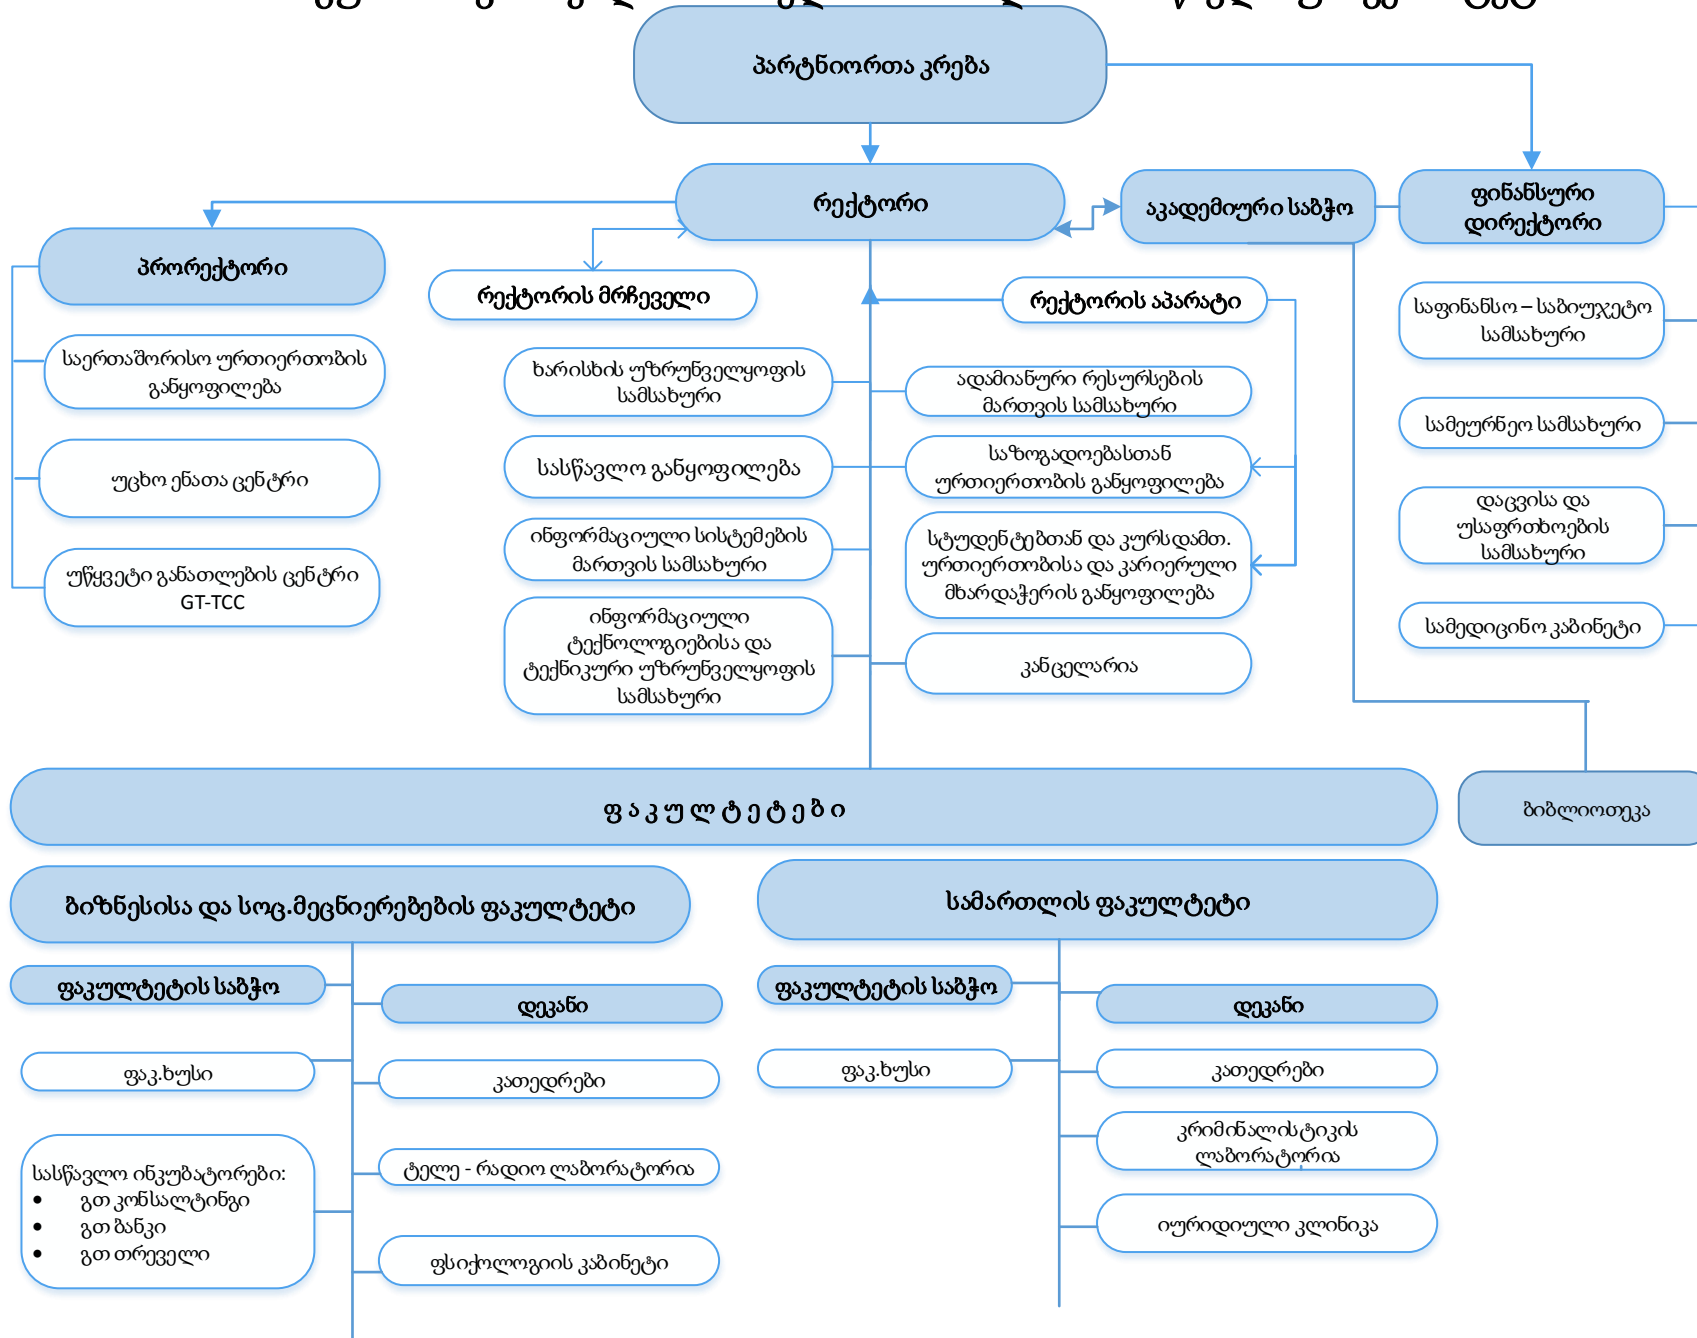 პარტნიორთა კრება
რექტორი
აკადემიური საბჭო
ფინანსური
დირექტორი
პრორექტორი
რექტორის მრჩეველი
რექტორის აპარატი
საერთაშორისო ურთიერთობის
განყოფილება
უცხო ენათა ცენტრი
უწყვეტი განათლების ცენტრი
GT-TCC
ხარისხის უზრუნველყოფის
სამსახური
სასწავლო განყოფილება
ინფორმაციული სისტემების
მართვის სამსახური
ინფორმაციული
ტექნოლოგიებისა და
ტექნიკური უზრუნველყოფის
სამსახური
ადამიანური რესურსების
მართვის სამსახური
საზოგადოებასთან
ურთიერთობის განყოფილება
სტუდენტებთან და კურსდამთ.
ურთიერთობისა და კარიერული
მხარდაჭერის განყოფილება
კანცელარია
საფინანსო – საბიუჯეტო
სამსახური
სამეურნეო სამსახური
დაცვისა და
უსაფრთხოების
სამსახური
სამედიცინო კაბინეტი
ფ ა კ უ ლ ტ ე ტ ე ბ ი
ბიბლიოთეკა
ბიზნესისა და სოც.მეცნიერებების ფაკულტეტი
ფაკულტეტის საბჭო
დეკანი
ფაკ.ხუსი
კათედრები
სასწავლო ინკუბატორები:
• გთ კონსალტინგი
• გთ ბანკი
• გთ თრეველი
ტელე - რადიო ლაბორატორია
ფსიქოლოგიის კაბინეტი
სამართლის ფაკულტეტი
ფაკულტეტის საბჭო
დეკანი
ფაკ.ხუსი
კათედრები
კრიმინალისტიკის
ლაბორატორია
იურიდიული კლინიკა